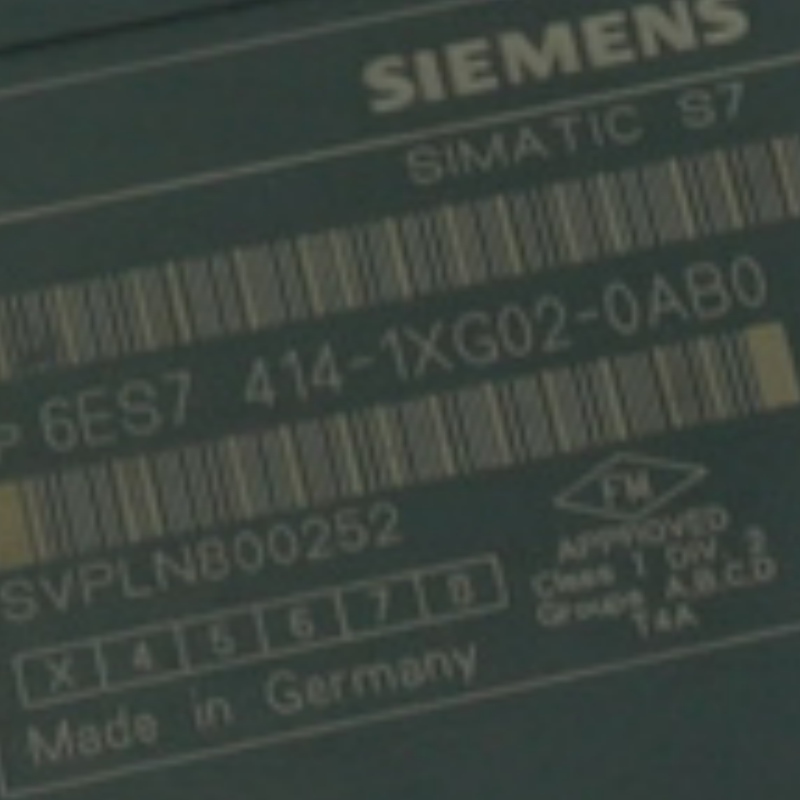 SIEMENS
SIMATIC S7
P 6ES7 414-1XG02-0AB0
SVPLN800252
FM
APPROVED
Class 1 DIV. 2
Groups A,B,C,D
T4A
X 4 5 6 7 8
Made in Germany